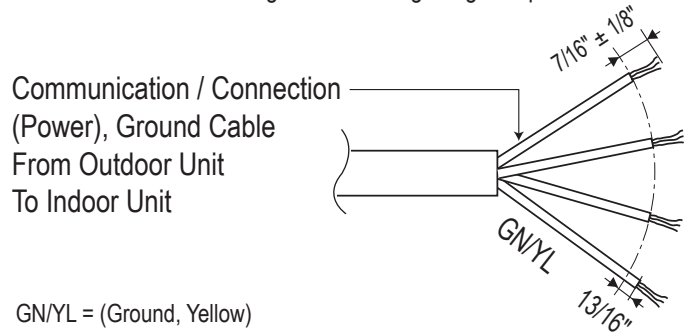 7/16" ± 1/8"
Communication / Connection
(Power), Ground Cable
From Outdoor Unit
To Indoor Unit
GN/YL
13/16"
GN/YL = (Ground, Yellow)